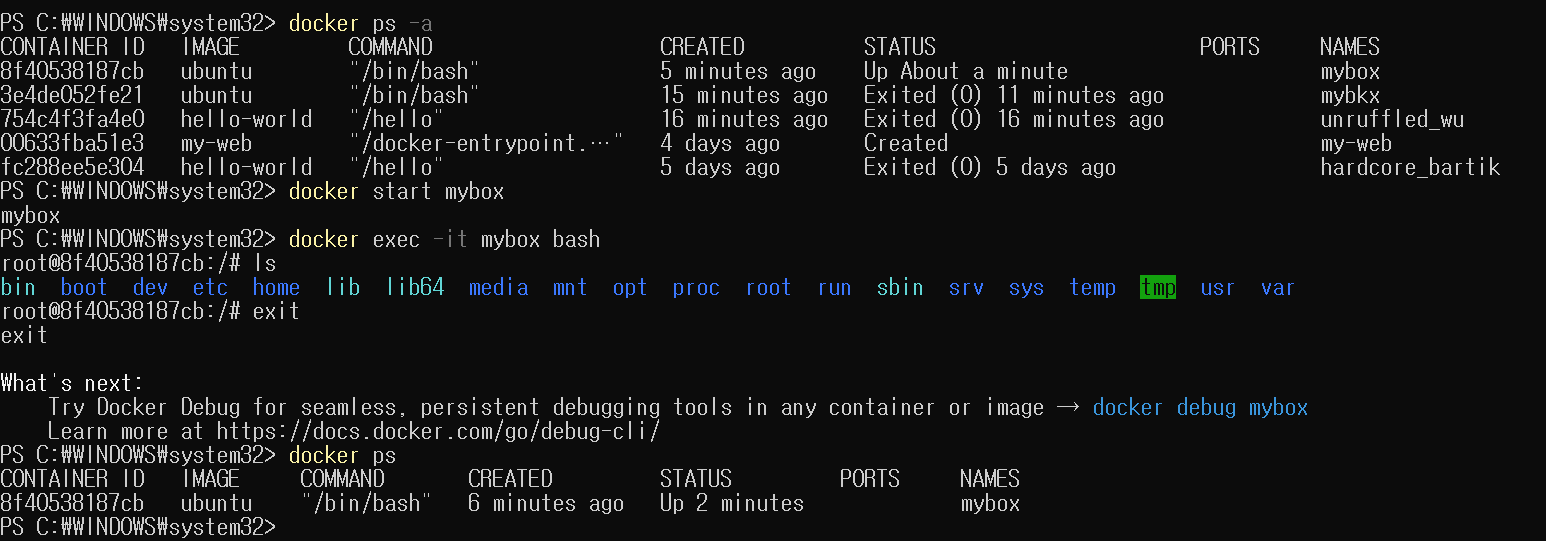 PS C:₩WINDOWS₩system32> docker ps -a
CONTAINER ID   IMAGE         COMMAND                   CREATED          STATUS                      PORTS     NAMES
8f40538187cb   ubuntu        "/bin/bash"               5 minutes ago    Up About a minute                     mybox
3e4de052fe21   ubuntu        "/bin/bash"               15 minutes ago   Exited (0) 11 minutes ago             mybkx
754c4f3fa4e0   hello-world   "/hello"                  16 minutes ago   Exited (0) 16 minutes ago             unruffled_wu
00633fba51e3   my-web        "/docker-entrypoint.…"   4 days ago       Created                               my-web
fc288ee5e304   hello-world   "/hello"                  5 days ago       Exited (0) 5 days ago                 hardcore_bartik
PS C:₩WINDOWS₩system32> docker start mybox
mybox
PS C:₩WINDOWS₩system32> docker exec -it mybox bash
root@8f40538187cb:/# ls
bin  boot  dev  etc  home  lib  lib64  media  mnt  opt  proc  root  run  sbin  srv  sys  temp  tmp  usr  var
root@8f40538187cb:/# exit
exit
What's next:
    Try Docker Debug for seamless, persistent debugging tools in any container or image → docker debug mybox
    Learn more at https://docs.docker.com/go/debug-cli/
PS C:₩WINDOWS₩system32> docker ps
CONTAINER ID   IMAGE     COMMAND       CREATED         STATUS         PORTS     NAMES
8f40538187cb   ubuntu    "/bin/bash"   6 minutes ago   Up 2 minutes             mybox
PS C:₩WINDOWS₩system32>